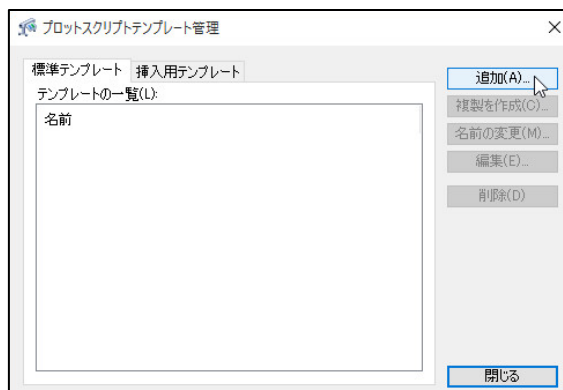 プロットスクリプトテンプレート管理
標準テンプレート 挿入用テンプレート
テンプレートの一覧(L):
名前
追加(A)...
複製を作成(C)...
名前の変更(M)...
編集(E)...
削除(D)
閉じる